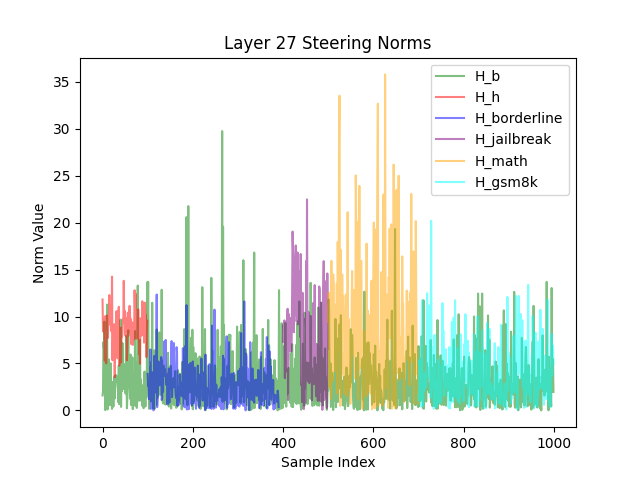 Layer 27 Steering Norms
H_b
H_h
H_borderline
H_jailbreak
H_math
H_gsm8k
Norm Value
35
30
25
20
15
10
5
0
0 200 400 600 800 1000
Sample Index